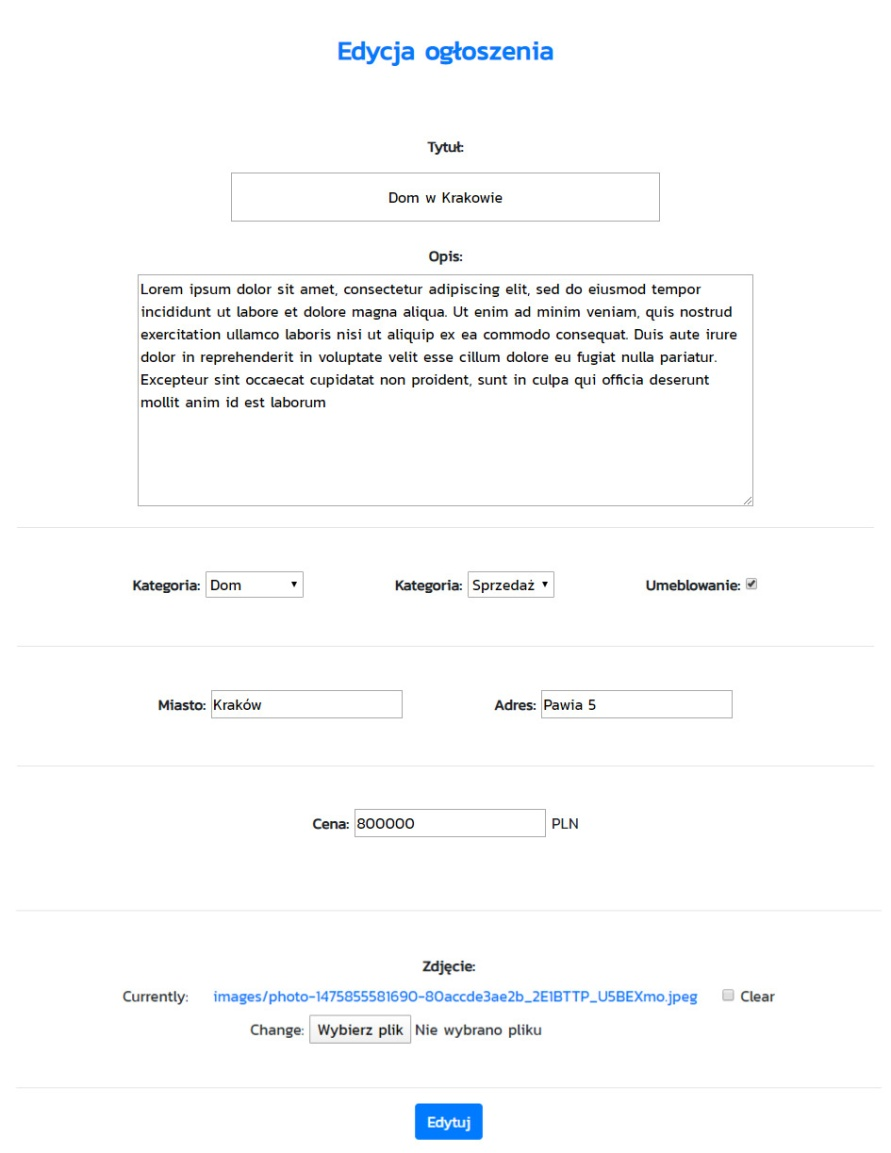 Edycja ogłoszenia
Tytuł:
Dom w Krakowie
Opis:
Lorem ipsum dolor sit amet, consectetur adipiscing elit, sed do eiusmod tempor
incididunt ut labore et dolore magna aliqua. Ut enim ad minim veniam, quis nostrud
exercitation ullamco laboris nisi ut aliquip ex ea commodo consequat. Duis aute irure
dolor in reprehenderit in voluptate velit esse cillum dolore eu fugiat nulla pariatur.
Excepteur sint occaecat cupidatat non proident, sunt in culpa qui officia deserunt
mollit anim id est laborum
Kategoria: Dom Kategoria: Sprzedaż Umeblowanie:
Miasto: Kraków Adres: Pawia 5
Cena: 800000 PLN
Zdjęcie:
Currently: images/photo-1475855581690-80accde3ae2b_2E1BTTP_U5BEXmo.jpeg Clear
Change: Wybierz plik Nie wybrano pliku
Edytuj